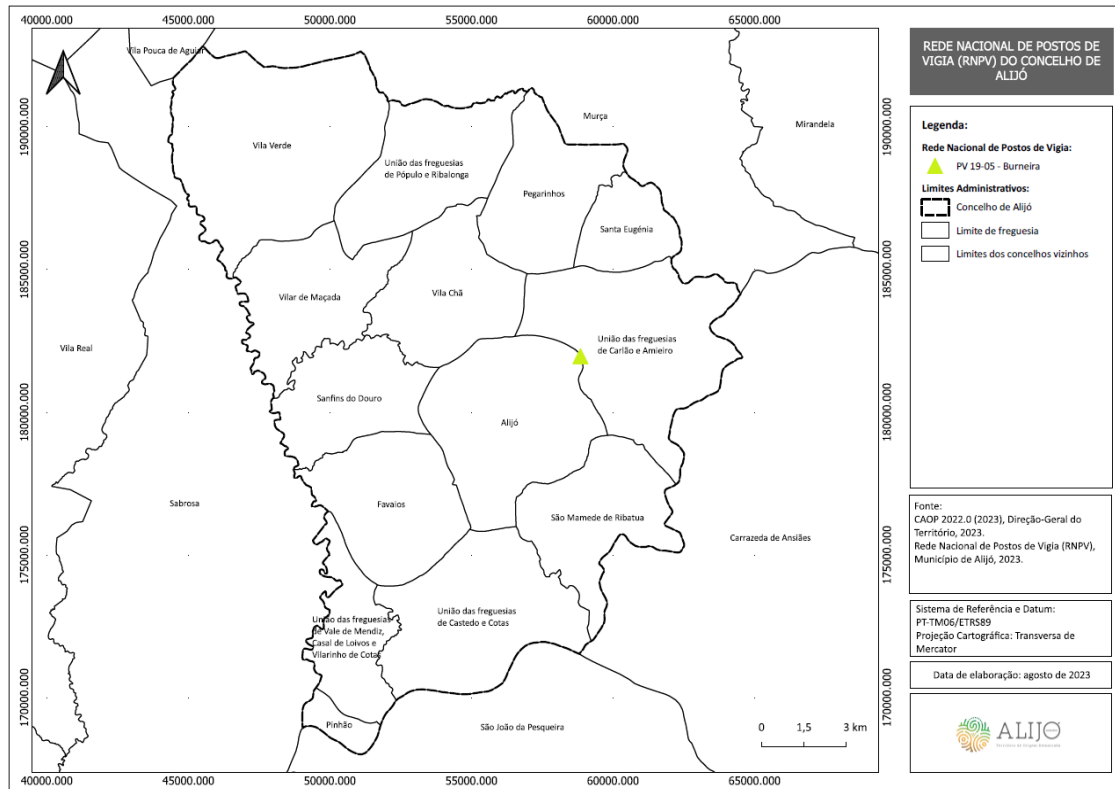 40000.000 45000.000 50000.000 55000.000 60000.000 65000.000
Vila Pouca de Aguiar
Murça
Mirandela
190000.000
190000.000
Vila Verde
União das freguesias
de Pópulo e Ribalonga
Pegarinhos
Santa Eugénia
185000.000
185000.000
Vilar de Maçada
Vila Chã
União das freguesias
de Carlão e Amieiro
Vila Real
Sanfins do Douro
Alijó
180000.000
180000.000
Sabrosa
Favaios
São Mamede de Ribatua
Carrazeda de Ansiães
175000.000
175000.000
União das freguesias
de Vale de Mendiz,
Casal de Loivos e
Vilarinho de Cotas
União das freguesias
de Castedo e Cotas
170000.000
170000.000
Pinhão
São João da Pesqueira
0 1,5 3 km
40000.000 45000.000 50000.000 55000.000 60000.000 65000.000
REDE NACIONAL DE POSTOS DE
VIGIA (RNPV) DO CONCELHO DE
ALIJÓ
Legenda:
Rede Nacional de Postos de Vigia:
PV 19-05 - Burneira
Limites Administrativos:
Concelho de Alijó
Limite de freguesia
Limites dos concelhos vizinhos
Fonte:
CAOP 2022.0 (2023), Direção-Geral do
Território, 2023.
Rede Nacional de Postos de Vigia (RNPV),
Município de Alijó, 2023.
Sistema de Referência e Datum:
PT-TM06/ETRS89
Projeção Cartográfica: Transversa de
Mercator
Data de elaboração: agosto de 2023
ALIJÓ